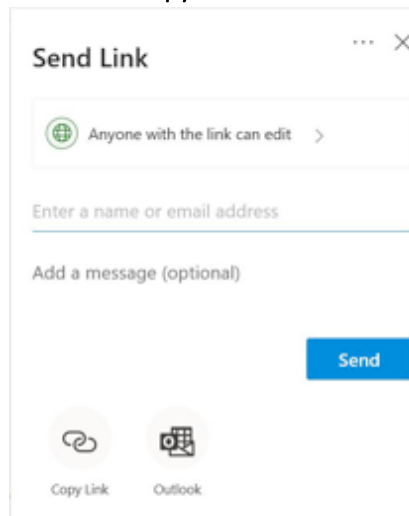 Send Link
Anyone with the link can edit
Enter a name or email address
Add a message (optional)
Send
Copy Link Outlook